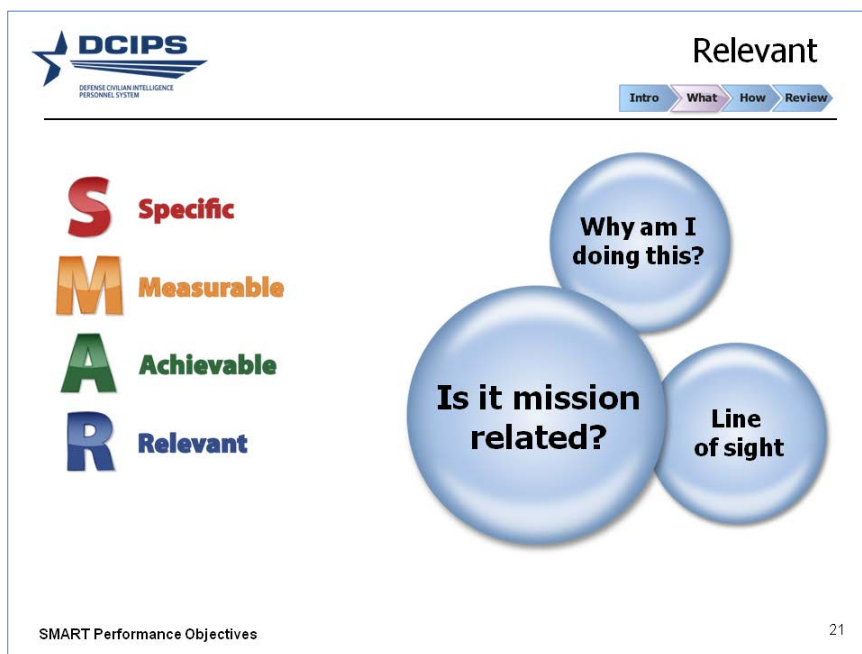 DCIPS
DEFENSE CIVILIAN INTELLIGENCE
PERSONNEL SYSTEM
Relevant
Intro What How Review
S Specific
M Measurable
A Achievable
R Relevant
Why am I
doing this?
Is it mission
related?
Line
of sight
SMART Performance Objectives
21